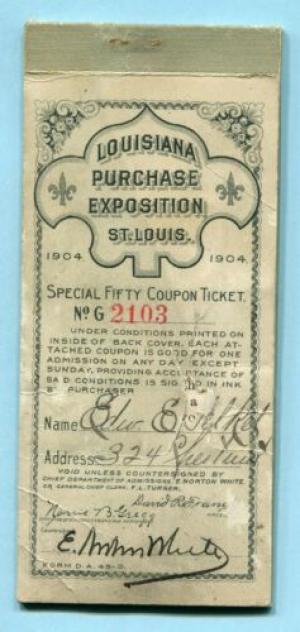 LOUISIANA
PURCHASE
EXPOSITION
ST. LOUIS.
1904 1904
SPECIAL FIFTY COUPON TICKET.
No. G 2103
UNDER CONDITIONS PRINTED ON
INSIDE OF BACK COVER, EACH AT-
TACHED COUPON IS GOOD FOR ONE
ADMISSION ON ANY DAY EXCEPT
SUNDAY, PROVIDING ACCEPTANCE OF
SAID CONDITIONS IS SIGNED IN INK
BY PURCHASER
Name Edw.
Address 324 Chestnut
VOID UNLESS COUNTERSIGNED BY
CHIEF DEPARTMENT OF ADMISSIONS, E. NORTON WHITE,
OR GENERAL CHIEF CLERK, F. L. TURNER.
David R. Francis
Norris B. Gregg
E. Norton White
FORM D.A. 45-D.